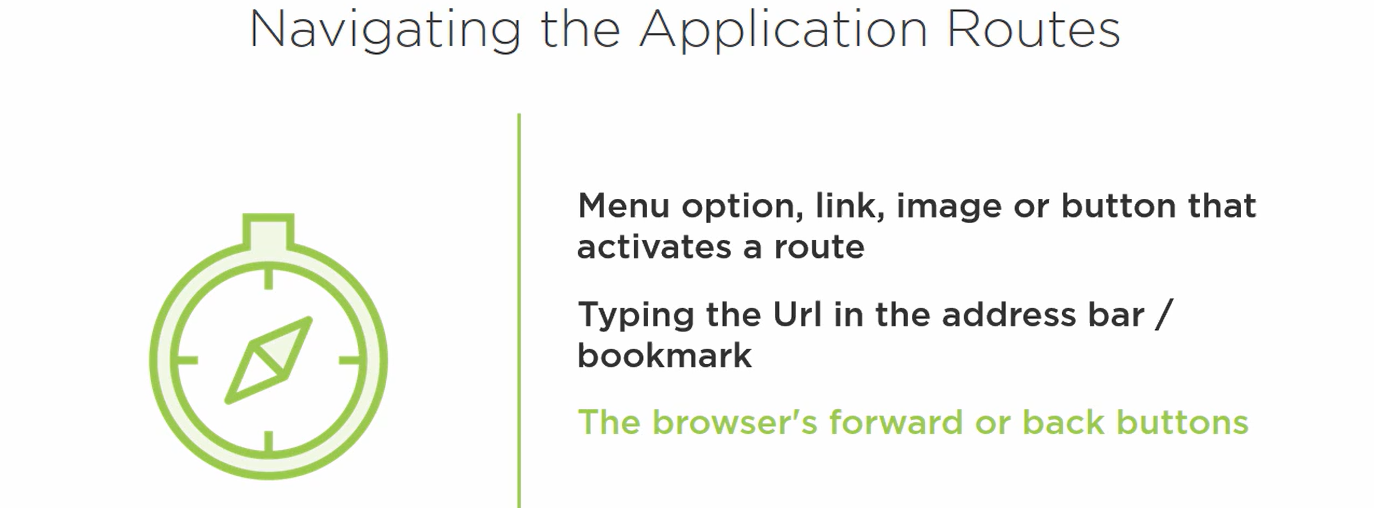 Navigating the Application Routes
Menu option, link, image or button that
activates a route
Typing the Url in the address bar /
bookmark
The browser's forward or back buttons